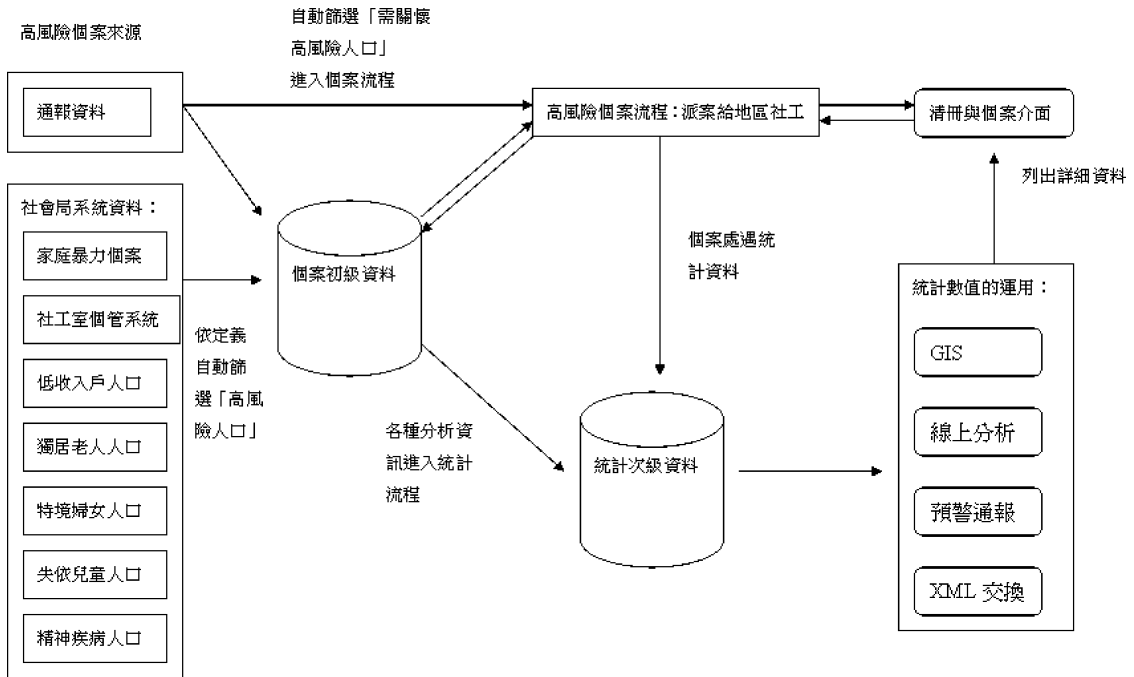 高風險個案來源
自動篩選「需關懷
高風險人口」
進入個案流程
通報資料
高風險個案流程：派案給地區社工
清冊與個案介面
列出詳細資料
社會局系統資料：
家庭暴力個案
社工室個管系統
低收入戶人口
獨居老人人口
特境婦女人口
失依兒童人口
精神疾病人口
依定義
自動篩
選「高風
險人口」
個案初級資料
個案處遇統
計資料
各種分析資
訊進入統計
流程
統計次級資料
統計數值的運用：
GIS
線上分析
預警通報
XML 交換